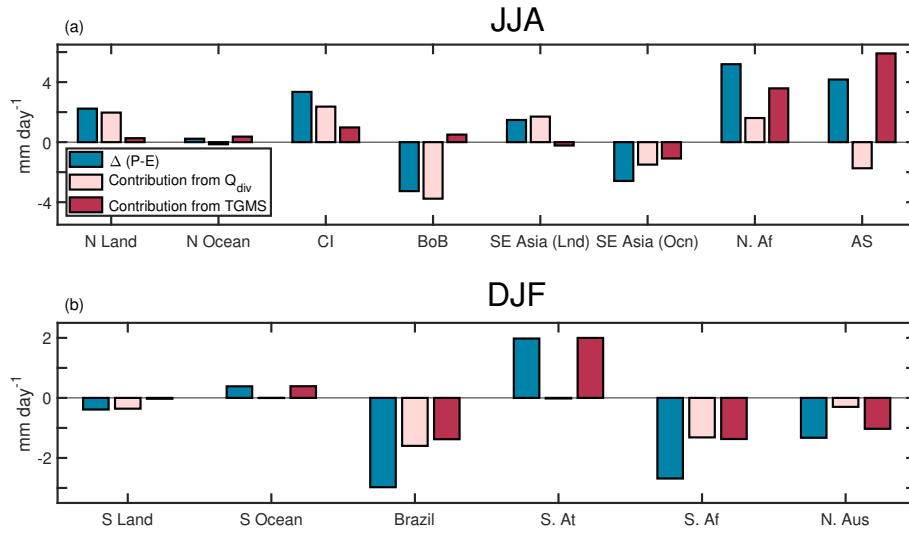 (a)
JJA
mm day⁻¹
4
0
-4
Δ (P-E)
Contribution from Q_div
Contribution from TGMS
N Land N Ocean CI BoB SE Asia (Lnd) SE Asia (Ocn) N. Af AS
(b)
DJF
mm day⁻¹
2
0
-2
S Land S Ocean Brazil S. At S. Af N. Aus